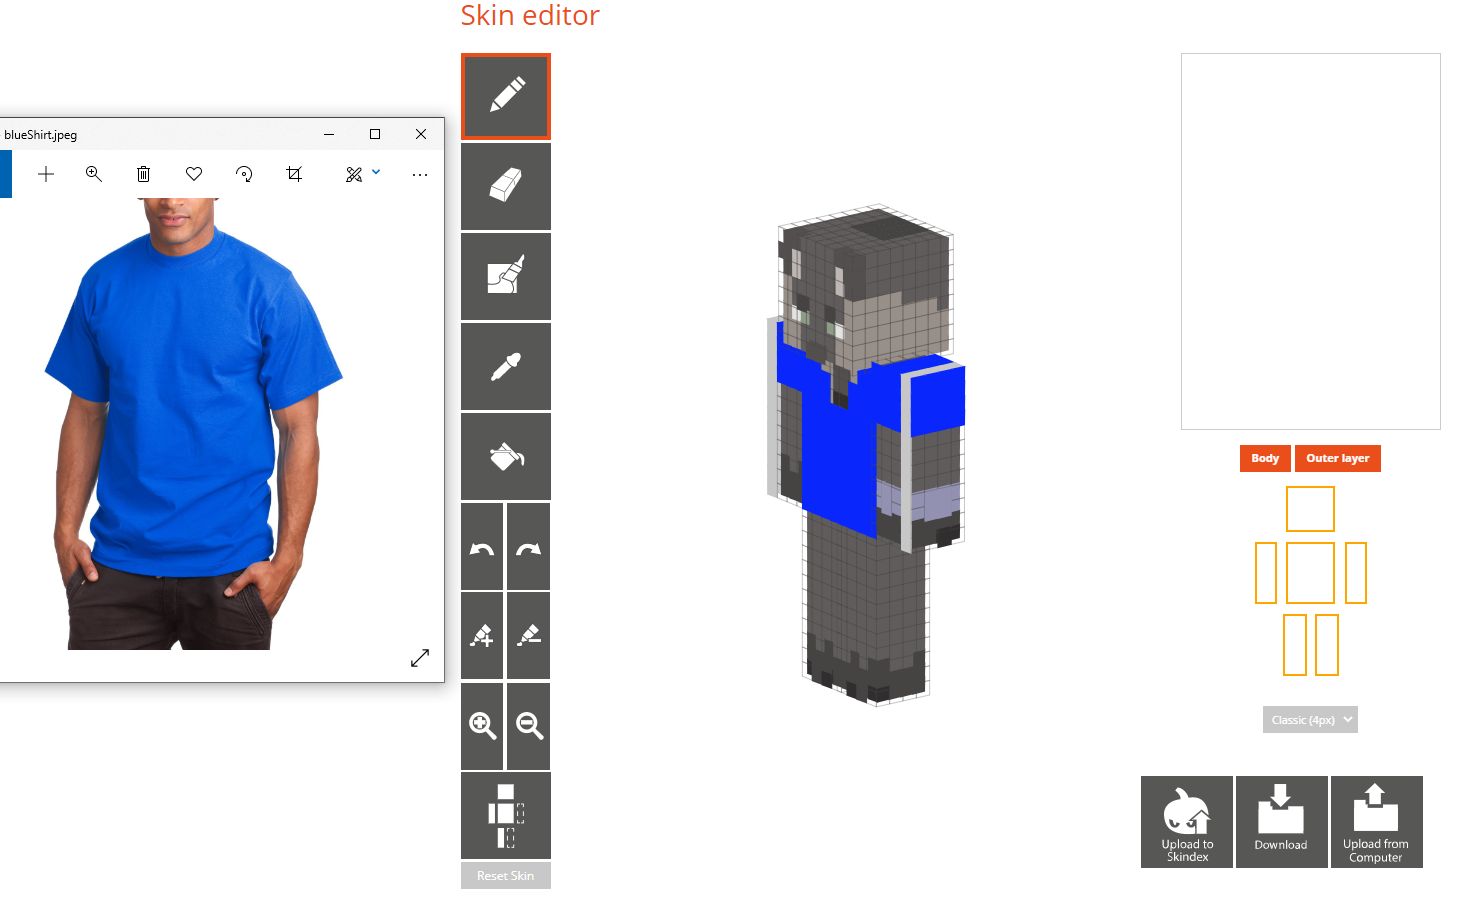 Skin editor
blueShirt.jpeg
Body
Outer layer
Classic (4px)
Upload to
Skindex
Download
Upload from
Computer
Reset Skin